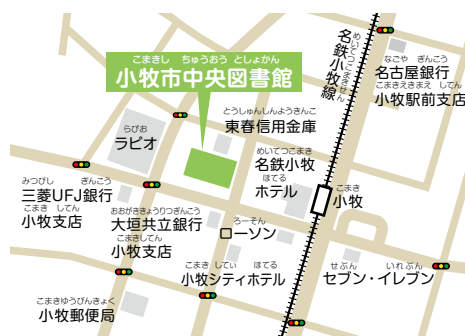 こまきし ちゅうおう としょかん
小牧市中央図書館
めいてつこまきせん
名鉄小牧線
なごや ぎんこう
名古屋銀行
こまきえきまえ してん
小牧駅前支店
とうしゅんしんようきんこ
東春信用金庫
らぴお
ラピオ
めいてつこまき
名鉄小牧
ほてる
ホテル
こまき
小牧
みつびし ぎんこう
三菱UFJ銀行
こまき してん
小牧支店
おおがききょうりつぎんこう
大垣共立銀行
こまきしてん
小牧支店
ろーそん
ローソン
こまき してぃ ほてる
小牧シティホテル
せぶん いれぶん
セブン・イレブン
こまきゆうびんきょく
小牧郵便局